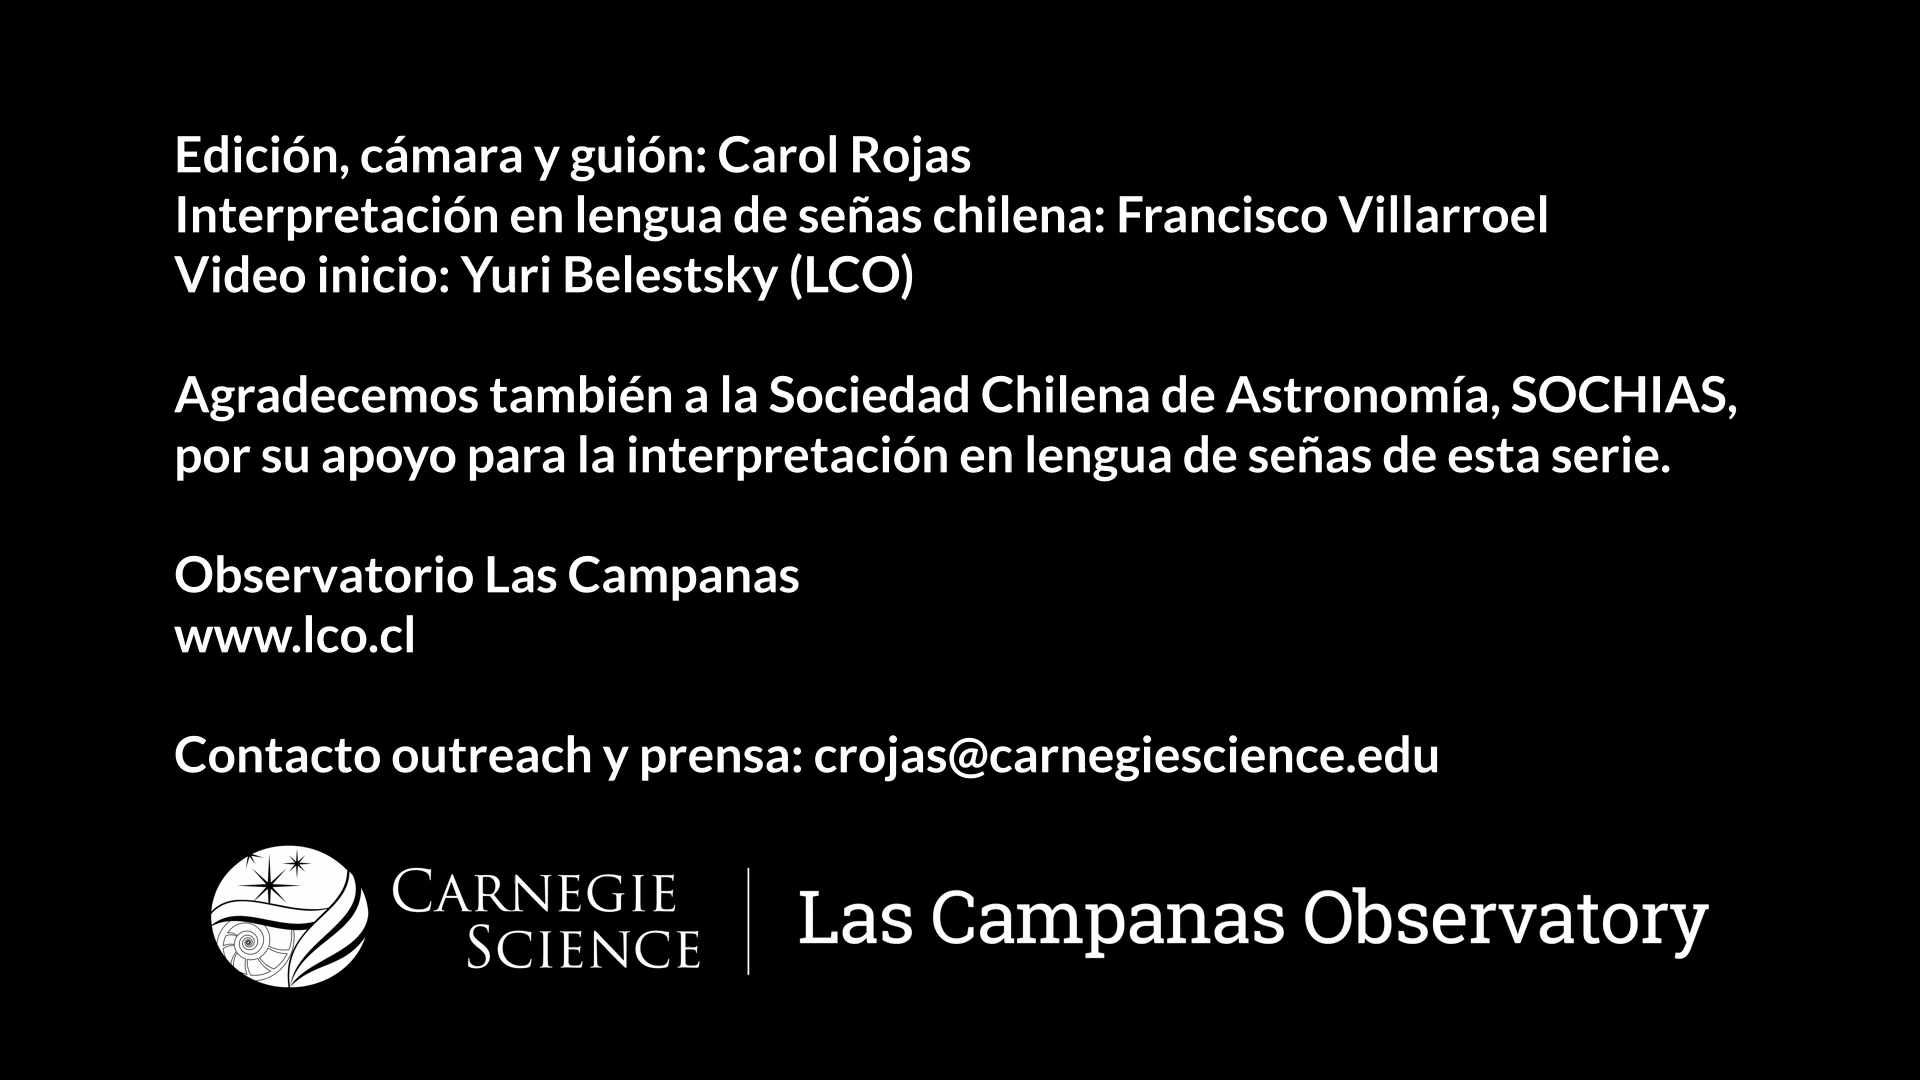 Edición, cámara y guión: Carol Rojas
Interpretación en lengua de señas chilena: Francisco Villarroel
Video inicio: Yuri Belestsky (LCO)
Agradecemos también a la Sociedad Chilena de Astronomía, SOCHIAS,
por su apoyo para la interpretación en lengua de señas de esta serie.
Observatorio Las Campanas
www.lco.cl
Contacto outreach y prensa: crojas@carnegiescience.edu
CARNEGIE
SCIENCE
Las Campanas Observatory